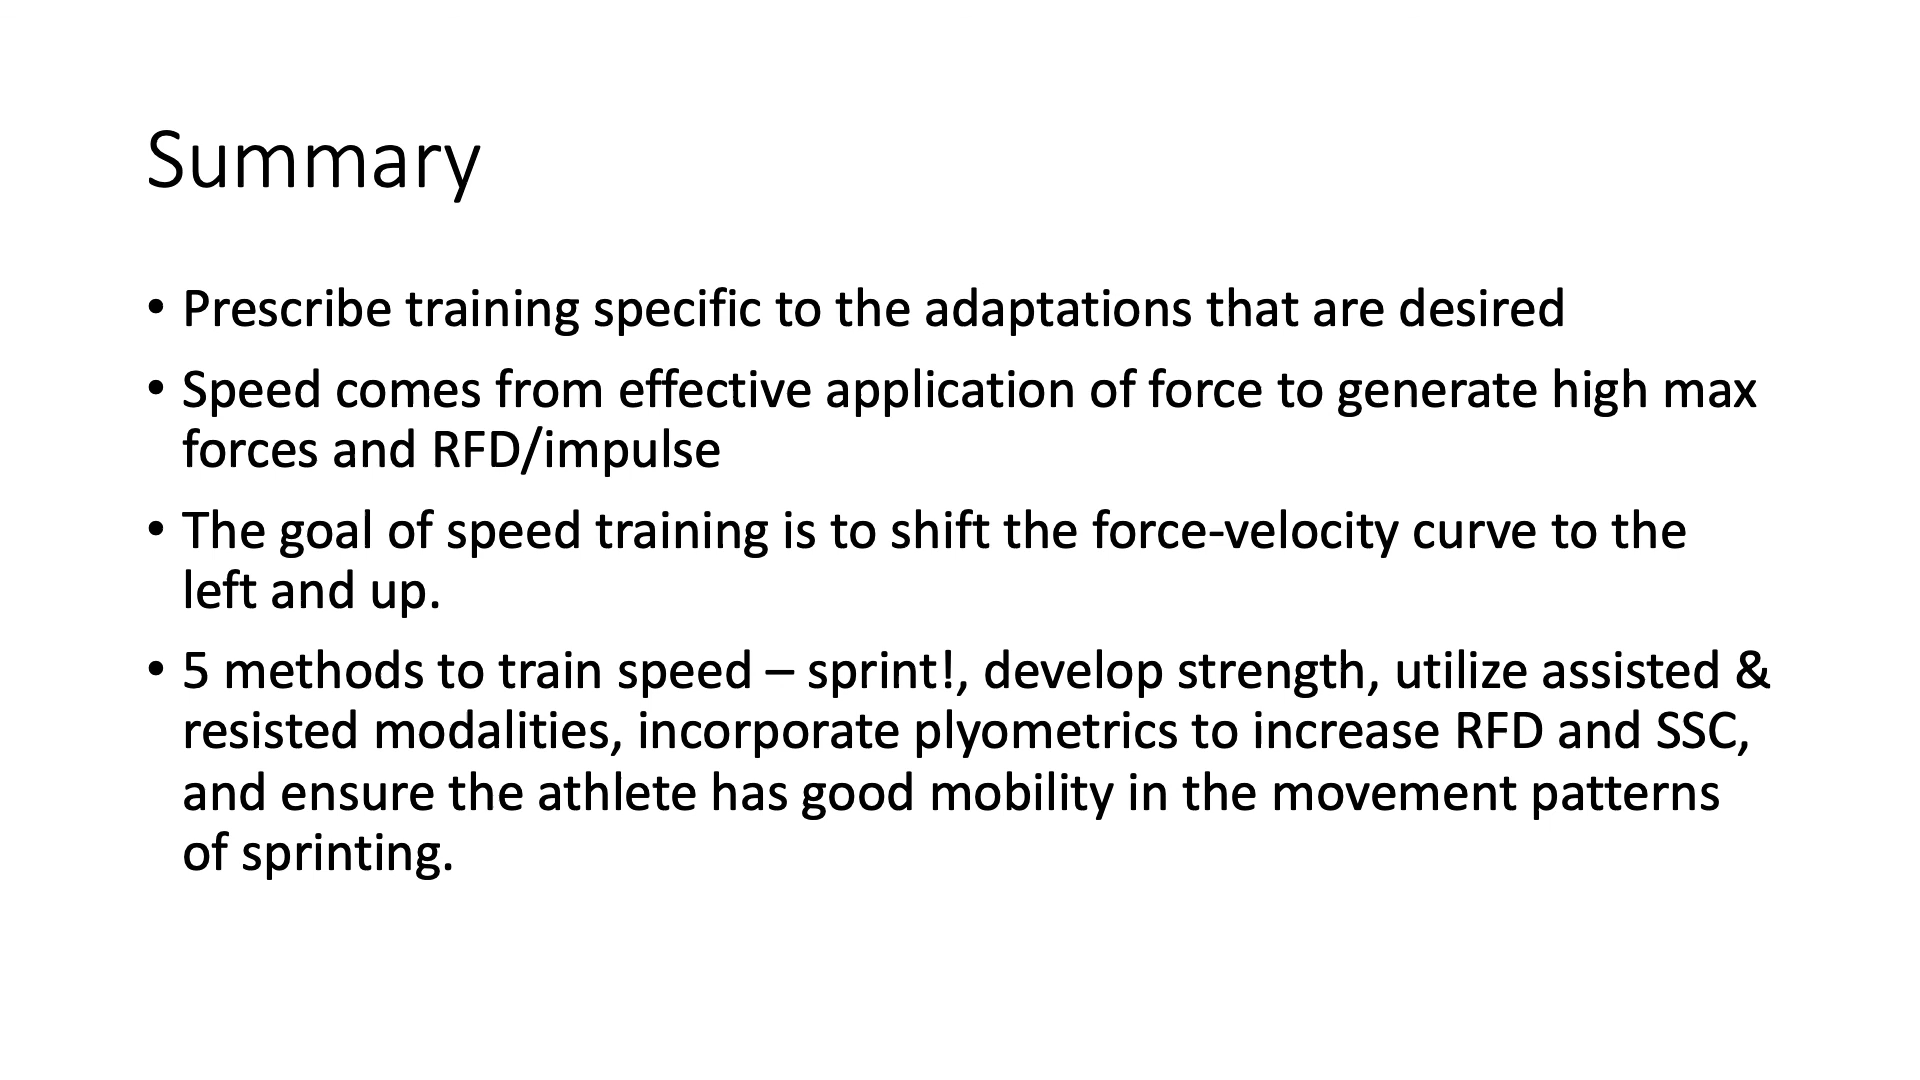 Summary
• Prescribe training specific to the adaptations that are desired
• Speed comes from effective application of force to generate high max
forces and RFD/impulse
• The goal of speed training is to shift the force-velocity curve to the
left and up.
• 5 methods to train speed – sprint!, develop strength, utilize assisted &
resisted modalities, incorporate plyometrics to increase RFD and SSC,
and ensure the athlete has good mobility in the movement patterns
of sprinting.